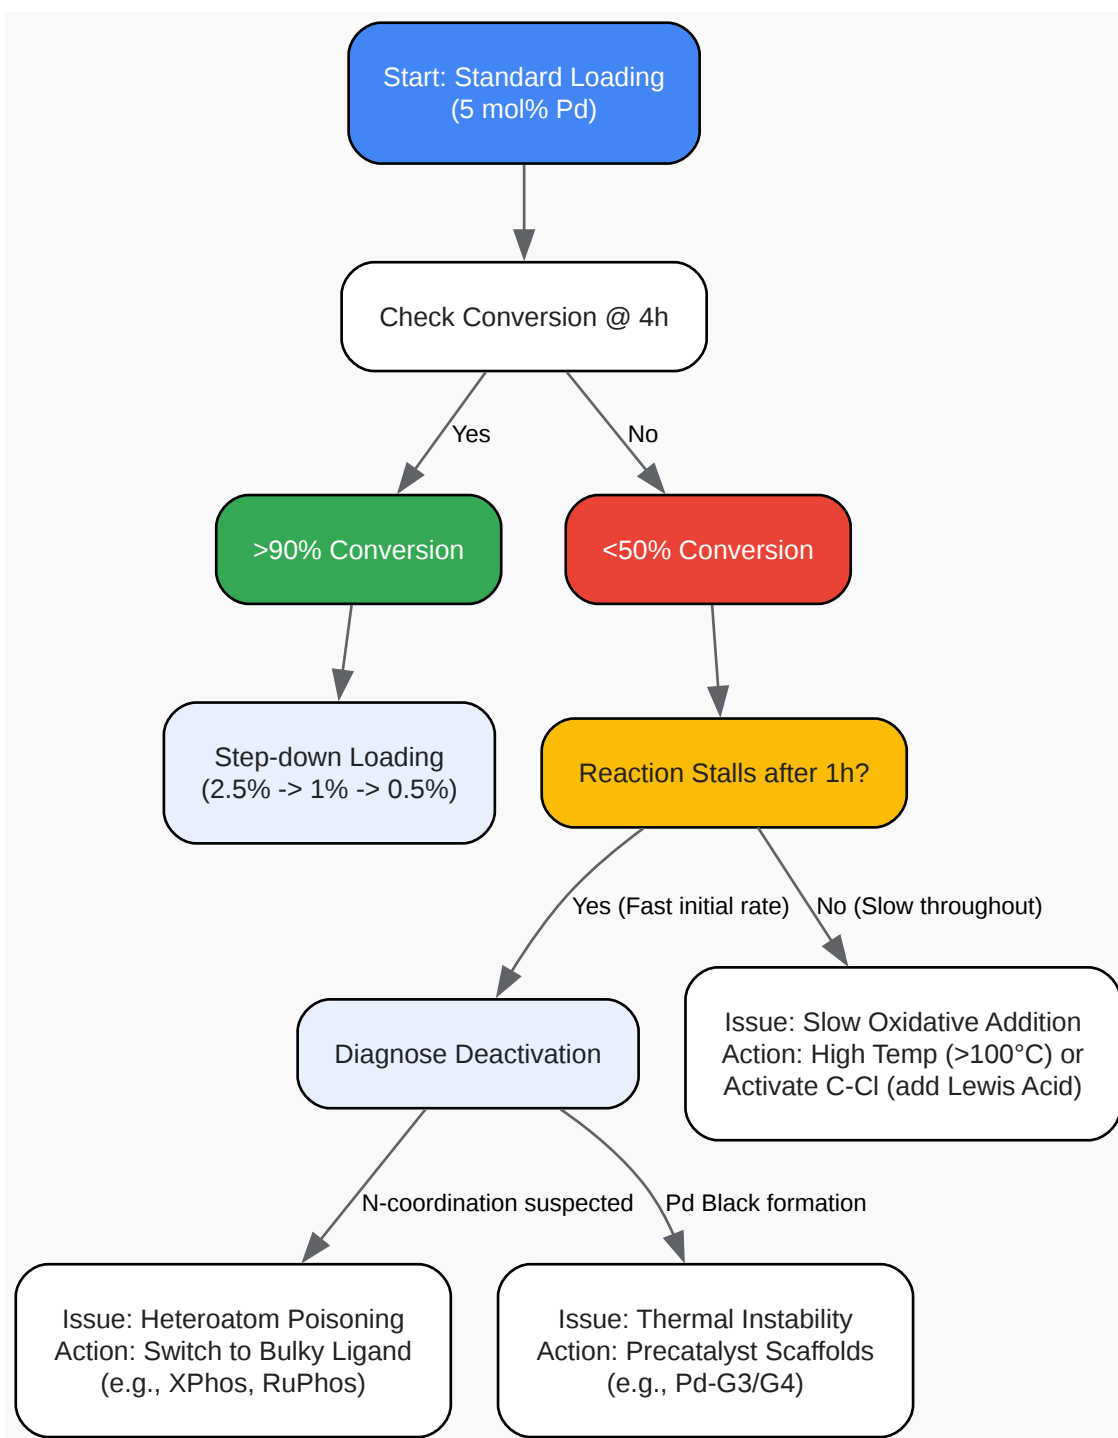 Start: Standard Loading
(5 mol% Pd)
Check Conversion @ 4h
Yes
No
>90% Conversion
<50% Conversion
Step-down Loading
(2.5% -> 1% -> 0.5%)
Reaction Stalls after 1h?
Yes (Fast initial rate)
No (Slow throughout)
Diagnose Deactivation
Issue: Slow Oxidative Addition
Action: High Temp (>100°C) or
Activate C-Cl (add Lewis Acid)
N-coordination suspected
Pd Black formation
Issue: Heteroatom Poisoning
Action: Switch to Bulky Ligand
(e.g., XPhos, RuPhos)
Issue: Thermal Instability
Action: Precatalyst Scaffolds
(e.g., Pd-G3/G4)